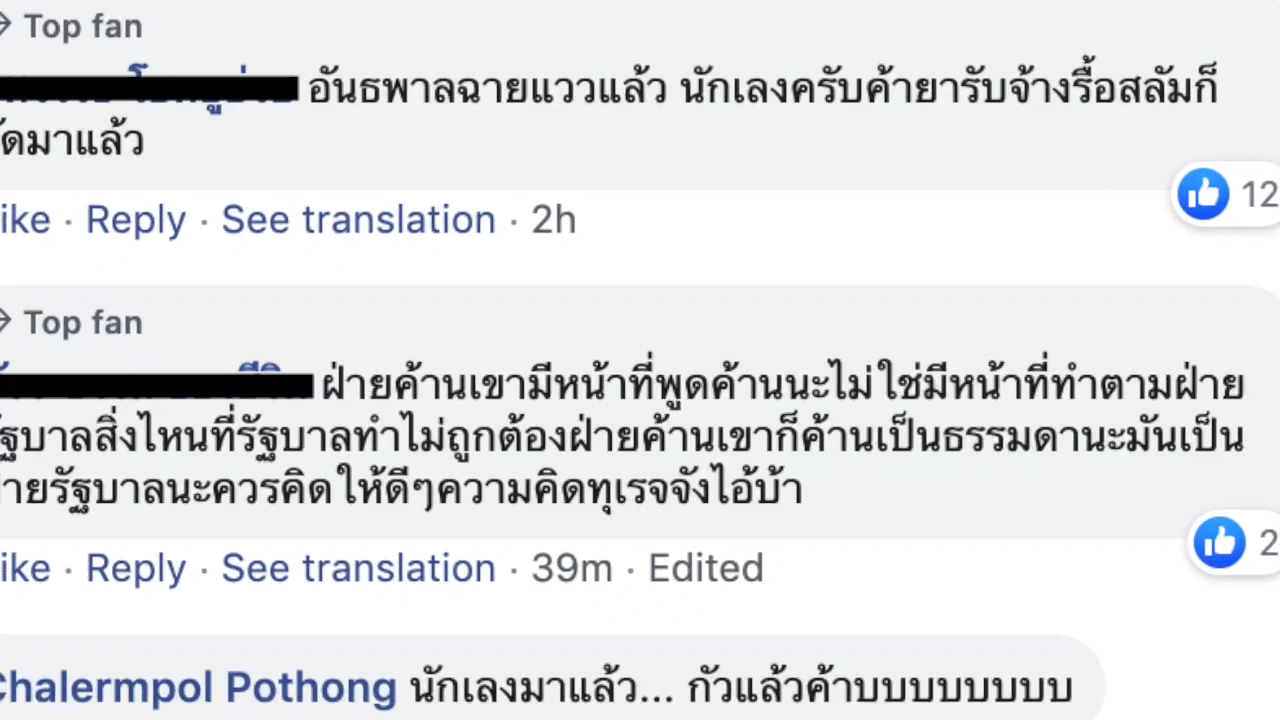 Top fan
อันธพาลฉายแววแล้ว นักเลงครับค้ายารับจ้างรื้อสลัมก็
ัดมาแล้ว
ike · Reply · See translation · 2h
12
Top fan
ฝ่ายค้านเขามีหน้าที่พูดค้านนะไม่ใช่มีหน้าที่ทำตามฝ่าย
รัฐบาลสิ่งไหนที่รัฐบาลทำไม่ถูกต้องฝ่ายค้านเขาก็ค้านเป็นธรรมดานะมันเป็น
ฝ่ายรัฐบาลนะควรคิดให้ดีๆความคิดทุเรจจังไอ้บ้า
2
ike · Reply · See translation · 39m · Edited
Chalermpol Pothong นักเลงมาแล้ว... กัวแล้วค้าบบบบบบบบ